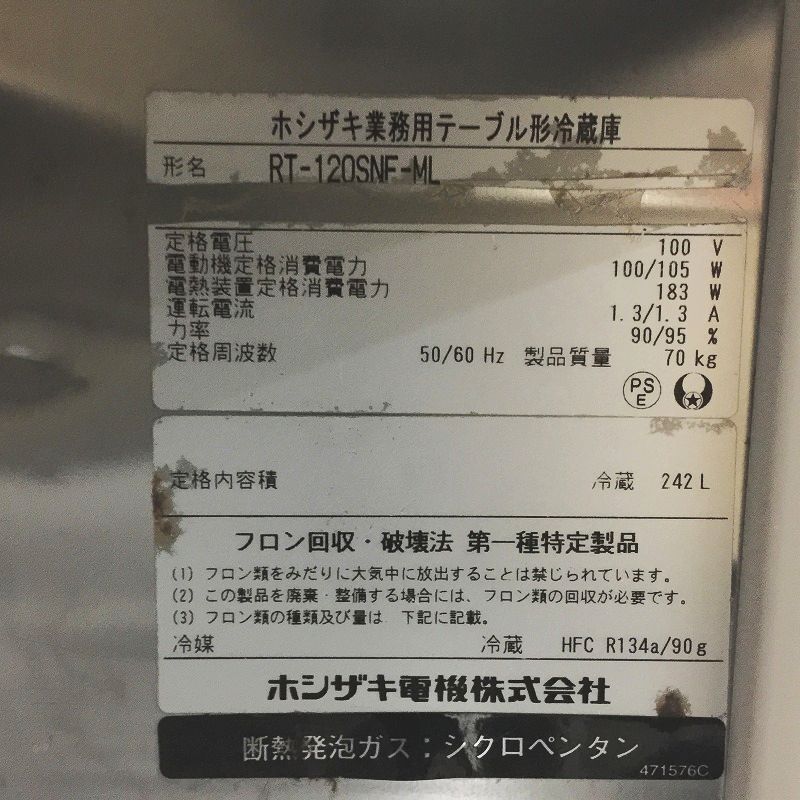 ホシザキ業務用テーブル形冷蔵庫
形名 RT-120SNF-ML
定格電圧 100 V
電動機定格消費電力 100/105 W
電熱装置定格消費電力 183 W
運転電流 1.3/1.3 A
力率 90/95 %
定格周波数 50/60 Hz 製品質量 70 kg
PS
E
定格内容積 冷蔵 242 L
フロン回収・破壊法 第一種特定製品
(1) フロン類をみだりに大気中に放出することは禁じられています。
(2) この製品を廃棄・整備する場合には、フロン類の回収が必要です。
(3) フロン類の種類及び量は、下記に記載。
冷媒 冷蔵 HFC R134a/90g
ホシザキ電機株式会社
断熱発泡ガス：シクロペンタン
471576C